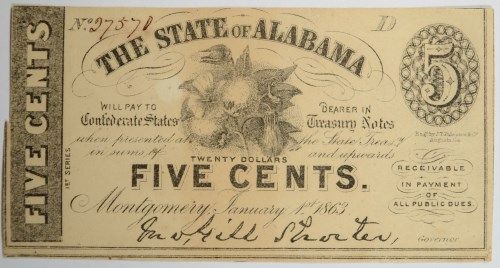 No. 27570 D
THE STATE OF ALABAMA
5
FIVE CENTS
WILL PAY TO BEARER IN
Confederate States Treasury Notes
when presented at the State Treas.y
in sums of TWENTY DOLLARS and upwards
1ST SERIES.
FIVE CENTS.
RECEIVABLE
IN PAYMENT
OF
ALL PUBLIC DUES.
Montgomery, January 1st 1863
Jno. Gill Shorter, Governor